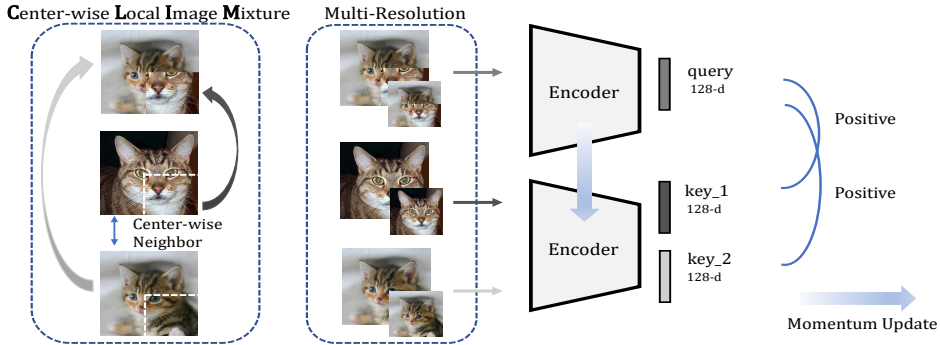 Center-wise Local Image Mixture
Center-wise
Neighbor
Multi-Resolution
Encoder
query
128-d
Encoder
key_1
128-d
key_2
128-d
Positive
Positive
Momentum Update